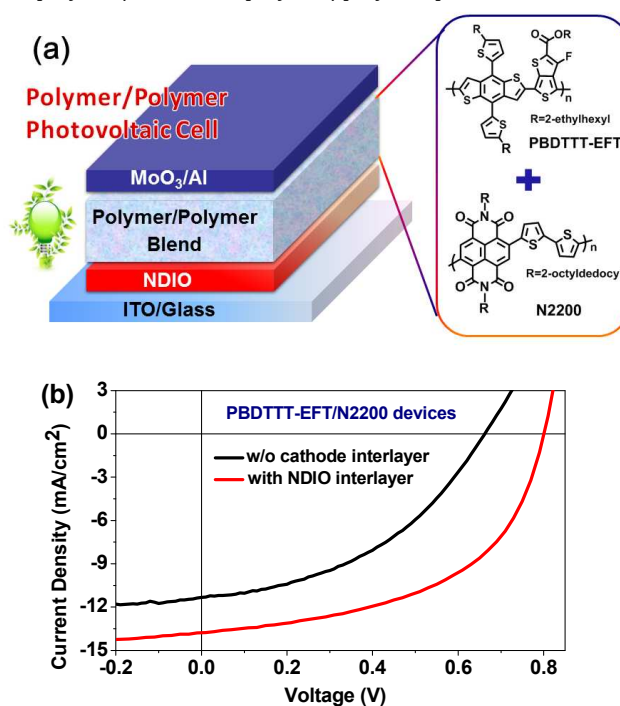 (a)
Polymer/Polymer
Photovoltaic Cell
MoO3/Al
Polymer/Polymer
Blend
NDIO
ITO/Glass
R
S
O
OR
S
F
S
S
S
S
n
S
R
R=2-ethylhexyl
PBDTTT-EFT
R
O
N
O
S
S
n
O
N
O
R
R=2-octyldedocyl
N2200
(b)
PBDTTT-EFT/N2200 devices
w/o cathode interlayer
with NDIO interlayer
Current Density (mA/cm2)
3
0
-3
-6
-9
-12
-15
-0.2 0.0 0.2 0.4 0.6 0.8
Voltage (V)